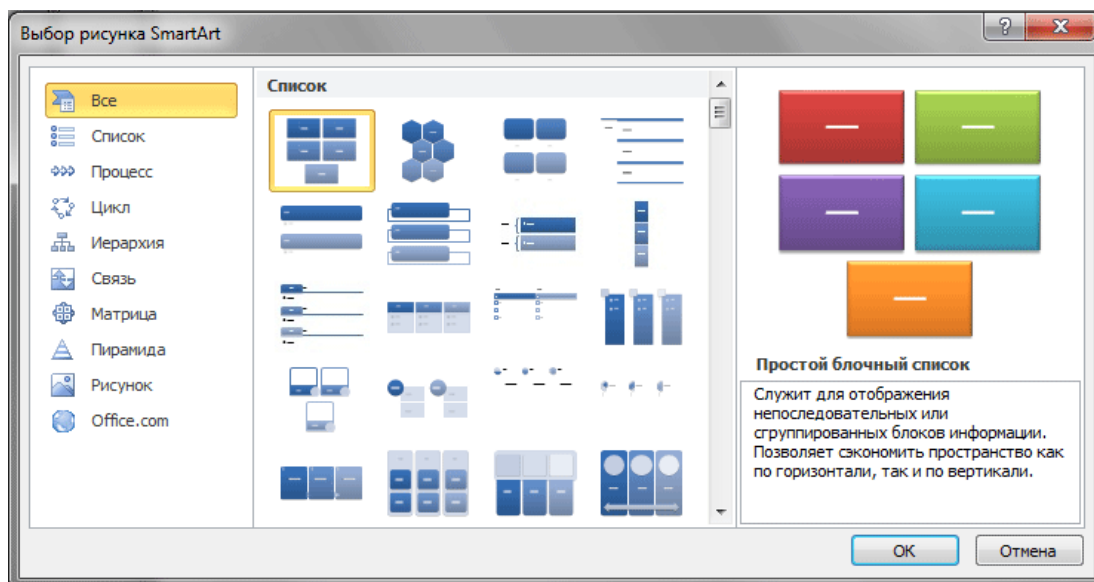 Выбор рисунка SmartArt
Все
Список
Процесс
Цикл
Иерархия
Связь
Матрица
Пирамида
Рисунок
Office.com
Список
Простой блочный список
Служит для отображения
непоследовательных или
сгруппированных блоков информации.
Позволяет сэкономить пространство как
по горизонтали, так и по вертикали.
ОК
Отмена